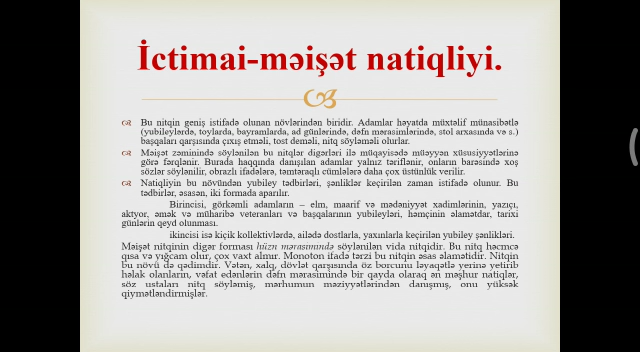 İctimai-məişət natiqliyi.
Bu nitqin geniş istifadə olunan növlərindən biridir. Adamlar həyatda müxtəlif münasibətlə
(yubileylərdə, toylarda, bayramlarda, ad günlərində, dəfn mərasimlərində, stol arxasında və s.)
başqaları qarşısında çıxış etməli, tost deməli, nitq söyləməli olurlar.
Məişət zəminində söylənilən bu nitqlər digərləri ilə müqayisədə müəyyən xüsusiyyətlərinə
görə fərqlənir. Burada haqqında danışılan adamlar yalnız təriflənir, onların barəsində xoş
sözlər söylənilir, obrazlı ifadələrə, təmtəraqlı cümlələrə daha çox üstünlük verilir.
Natiqliyin bu növündən yubiley tədbirləri, şənliklər keçirilən zaman istifadə olunur. Bu
tədbirlər, əsasən, iki formada aparılır.
Birincisi, görkəmli adamların – elm, maarif və mədəniyyət xadimlərinin, yazıçı,
aktyor, əmək və müharibə veteranları və başqalarının yubileyləri, həmçinin əlamətdar, tarixi
günlərin qeyd olunması.
ikincisi isə kiçik kollektivlərdə, ailədə dostlarla, yaxınlarla keçirilən yubiley şənlikləri.
Məişət nitqinin digər forması hüzn mərasimində söylənilən vida nitqidir. Bu nitq həcmcə
qısa və yığcam olur, çox vaxt almır. Monoton ifadə tərzi bu nitqin əsas əlamətidir. Nitqin
bu növü də qədimdir. Vətən, xalq, dövlət qarşısında öz borcunu ləyaqətlə yerinə yetirib
həlak olanların, vəfat edənlərin dəfn mərasimində bir qayda olaraq ən məşhur natiqlər,
söz ustaları nitq söyləmiş, mərhumun məziyyətlərindən danışmış, onu yüksək
qiymətləndirmişlər.